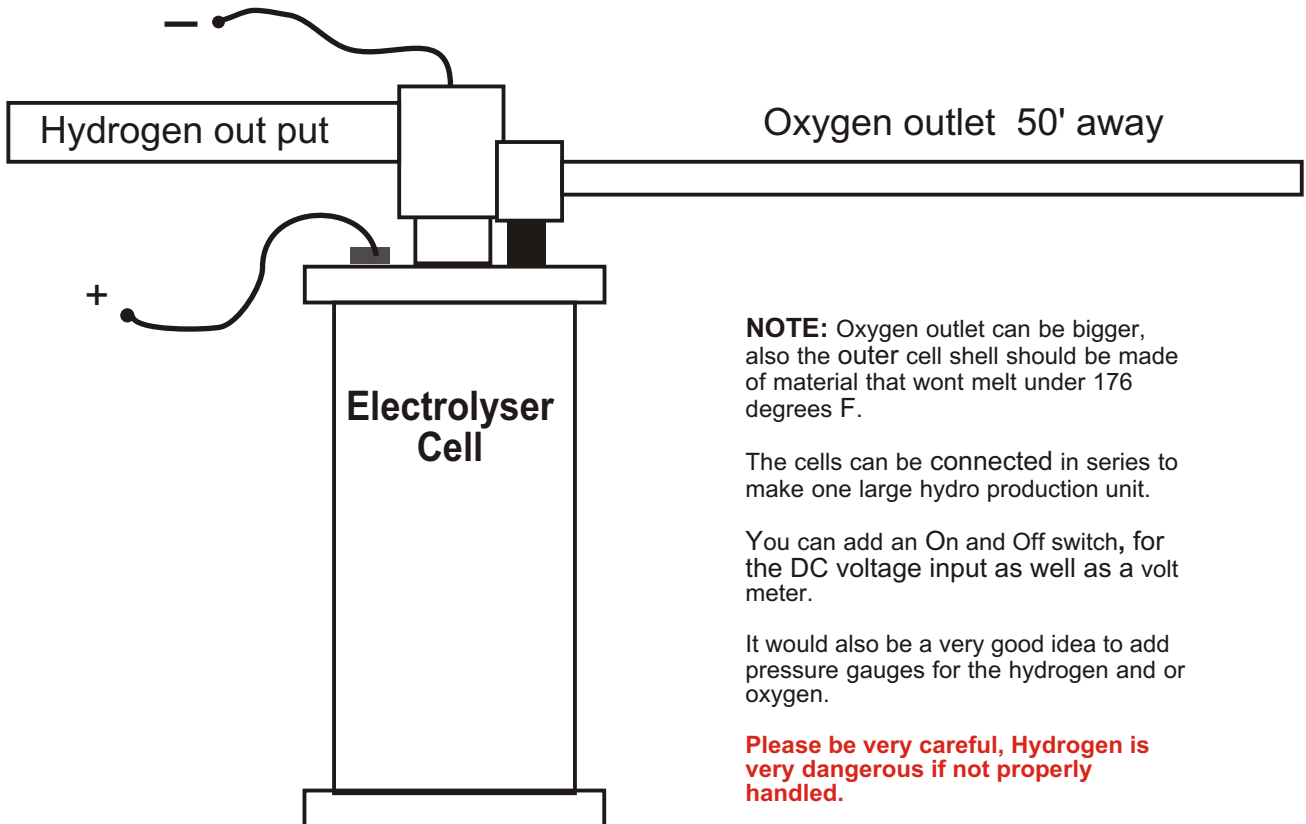 —
Hydrogen out put
Oxygen outlet 50' away
+
Electrolyser
Cell
NOTE: Oxygen outlet can be bigger,
also the outer cell shell should be made
of material that wont melt under 176
degrees F.
The cells can be connected in series to
make one large hydro production unit.
You can add an On and Off switch, for
the DC voltage input as well as a volt
meter.
It would also be a very good idea to add
pressure gauges for the hydrogen and or
oxygen.
Please be very careful, Hydrogen is
very dangerous if not properly
handled.